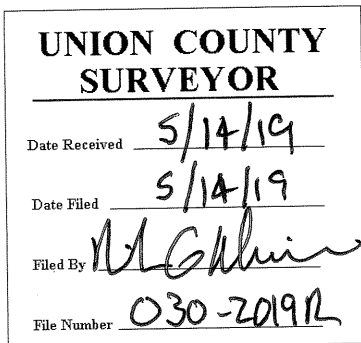 UNION COUNTY
SURVEYOR
Date Received 5/14/19
Date Filed 5/14/19
Filed By
File Number 030-2019R